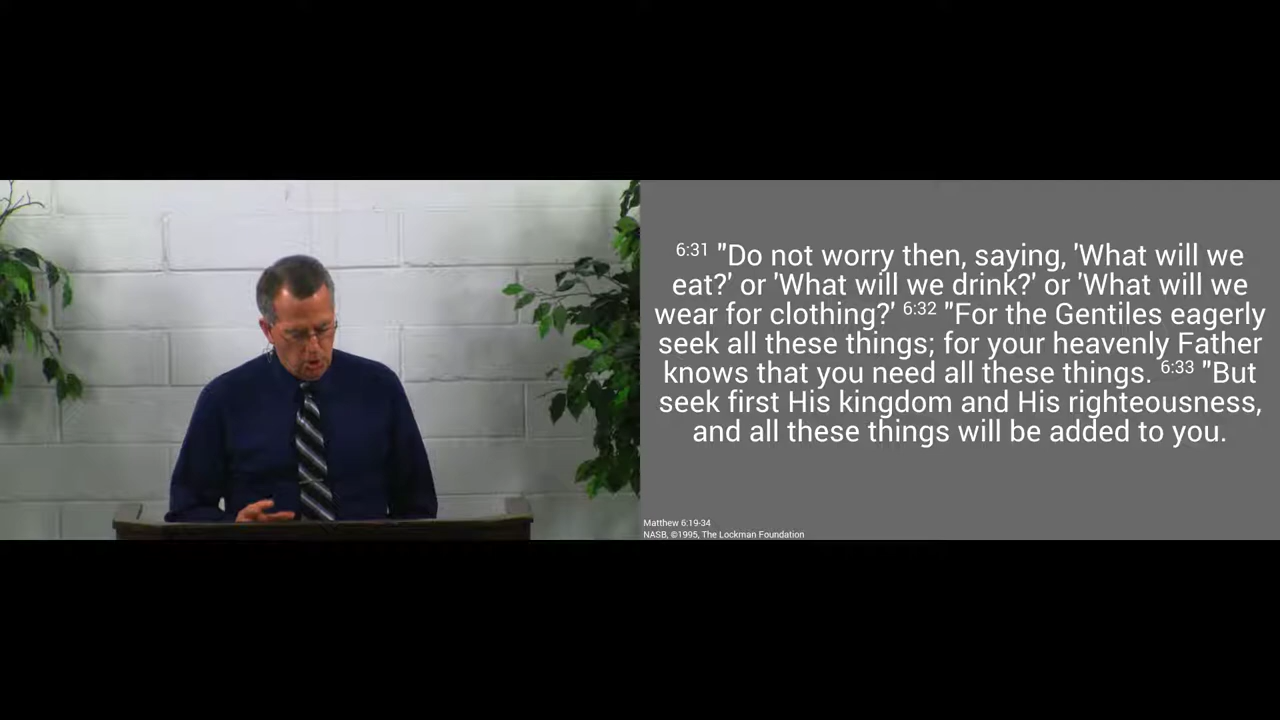 6:31 "Do not worry then, saying, 'What will we
eat?' or 'What will we drink?' or 'What will we
wear for clothing?' 6:32 "For the Gentiles eagerly
seek all these things; for your heavenly Father
knows that you need all these things. 6:33 "But
seek first His kingdom and His righteousness,
and all these things will be added to you.
Matthew 6:19-34
NASB, ©1995, The Lockman Foundation